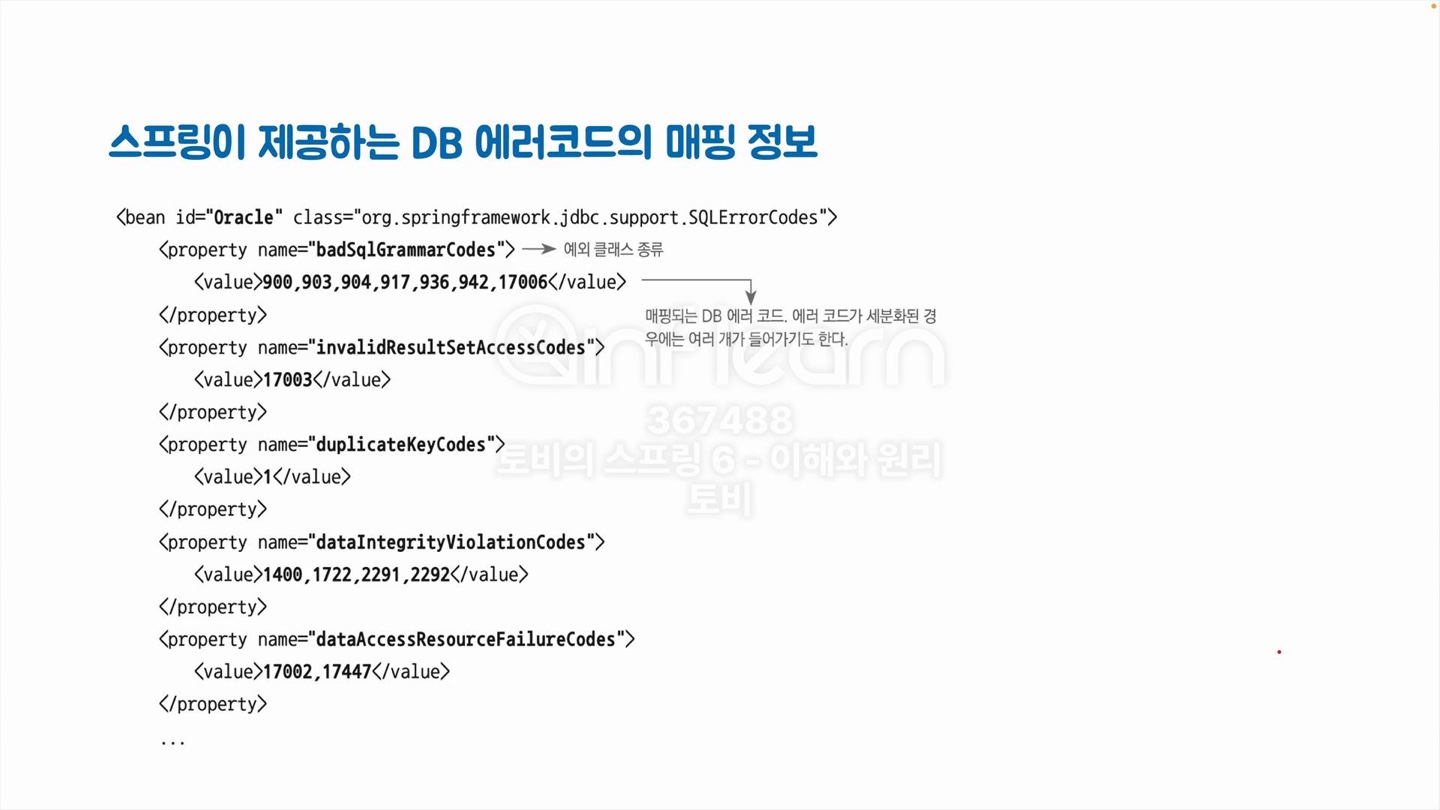 스프링이 제공하는 DB 에러코드의 매핑 정보
<bean id="Oracle" class="org.springframework.jdbc.support.SQLErrorCodes">
<property name="badSqlGrammarCodes"> 예외 클래스 종류
<value>900,903,904,917,936,942,17006</value>
</property>
매핑되는 DB 에러 코드. 에러 코드가 세분화된 경
우에는 여러 개가 들어가기도 한다.
<property name="invalidResultSetAccessCodes">
<value>17003</value>
</property>
<property name="duplicateKeyCodes">
<value>1</value>
</property>
<property name="dataIntegrityViolationCodes">
<value>1400,1722,2291,2292</value>
</property>
<property name="dataAccessResourceFailureCodes">
<value>17002,17447</value>
</property>
...
inflearn
367488
토비의 스프링 6 - 이해와 원리
토비